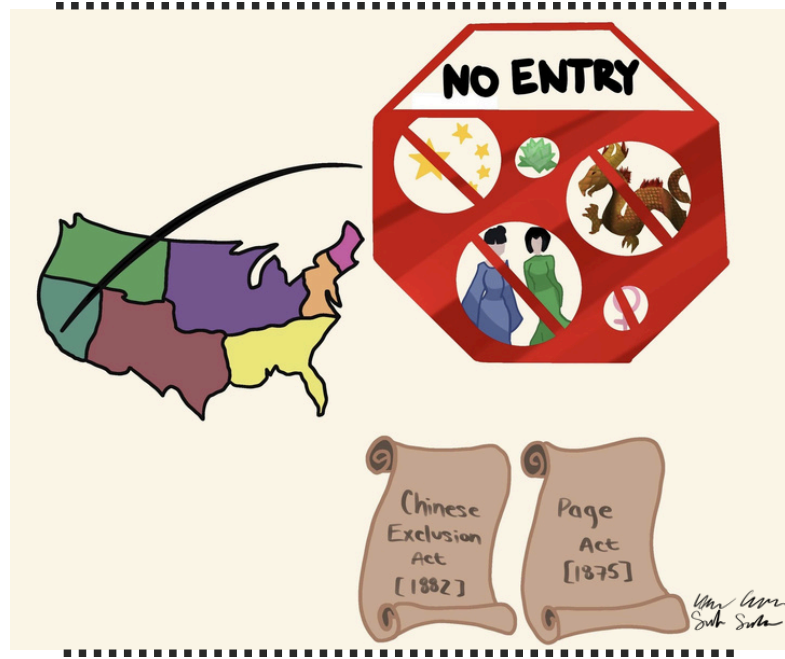 NO ENTRY
Chinese
Exclusion
Act
[1882]
Page
Act
[1875]